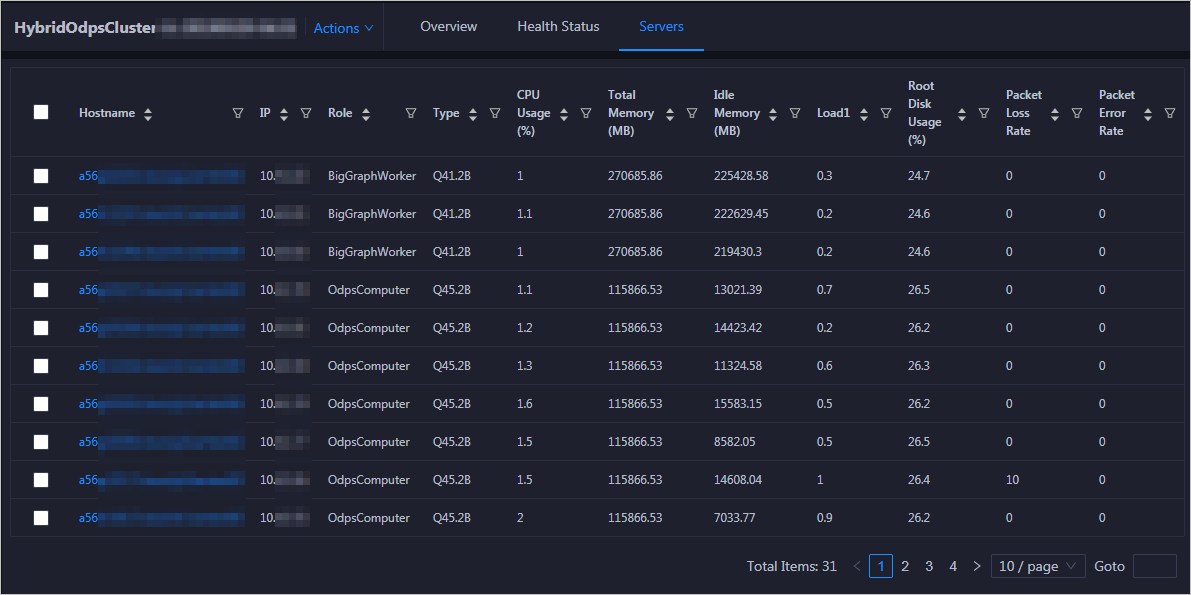 HybridOdpsCluster Actions Overview Health Status Servers
Hostname IP Role Type CPU Usage (%) Total Memory (MB) Idle Memory (MB) Load1 Root Disk Usage (%) Packet Loss Rate Packet Error Rate
a56 10. BigGraphWorker Q41.2B 1 270685.86 225428.58 0.3 24.7 0 0
a56 10. BigGraphWorker Q41.2B 1.1 270685.86 222629.45 0.2 24.6 0 0
a56 10. BigGraphWorker Q41.2B 1 270685.86 219430.3 0.2 24.6 0 0
a56 10. OdpsComputer Q45.2B 1.1 115866.53 13021.39 0.7 26.5 0 0
a56 10. OdpsComputer Q45.2B 1.2 115866.53 14423.42 0.2 26.2 0 0
a56 10. OdpsComputer Q45.2B 1.3 115866.53 11324.58 0.6 26.3 0 0
a56 10. OdpsComputer Q45.2B 1.6 115866.53 15583.15 0.5 26.2 0 0
a56 10. OdpsComputer Q45.2B 1.5 115866.53 8582.05 0.5 26.5 0 0
a56 10. OdpsComputer Q45.2B 1.5 115866.53 14608.04 1 26.4 10 0
a56 10. OdpsComputer Q45.2B 2 115866.53 7033.77 0.9 26.2 0 0
Total Items: 31 < 1 2 3 4 > 10 / page Goto